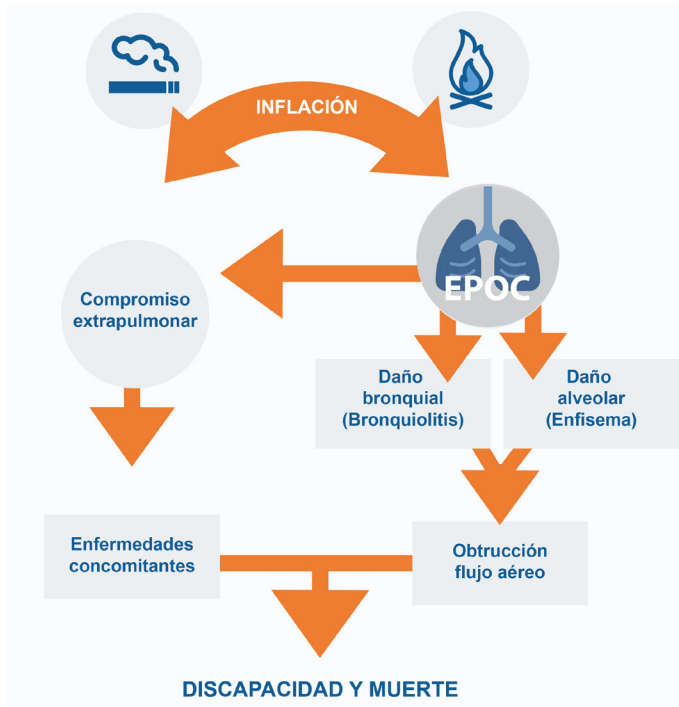 INFLACIÓN
EPOC
Compromiso
extrapulmonar
Daño
bronquial
(Bronquiolitis)
Daño
alveolar
(Enfisema)
Enfermedades
concomitantes
Obtrucción
flujo aéreo
DISCAPACIDAD Y MUERTE